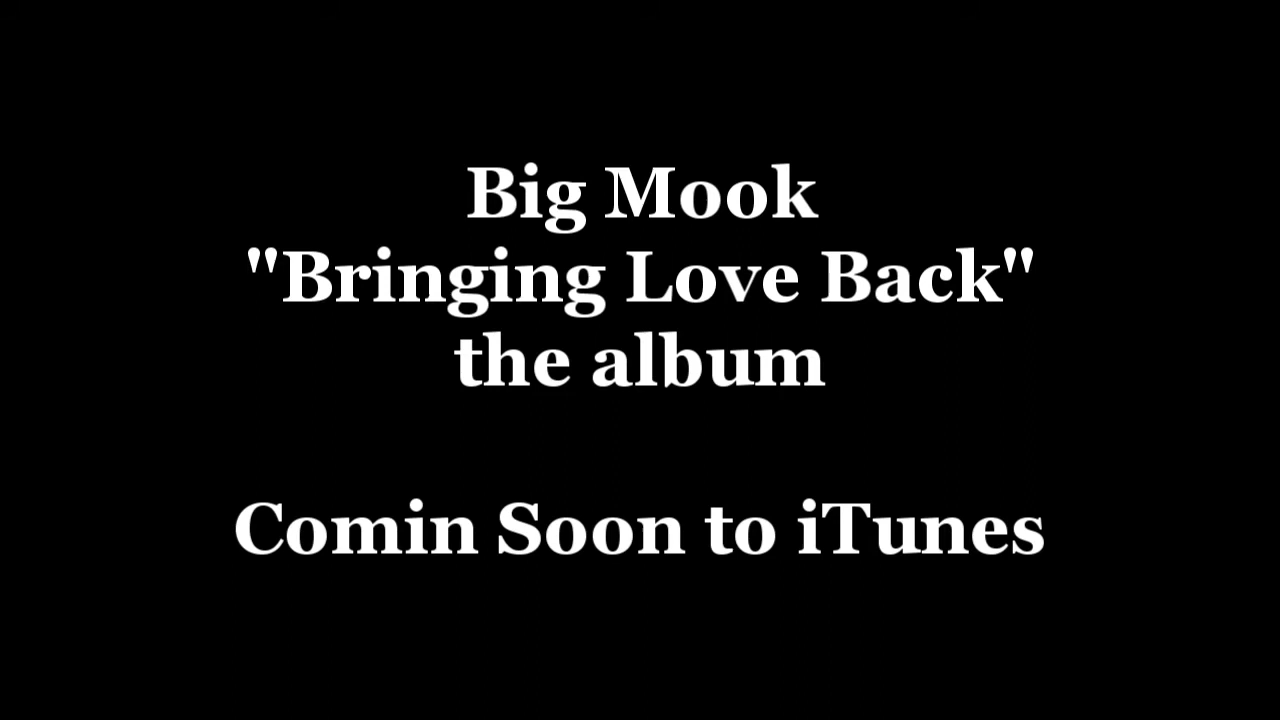 Big Mook
"Bringing Love Back"
the album
Comin Soon to iTunes